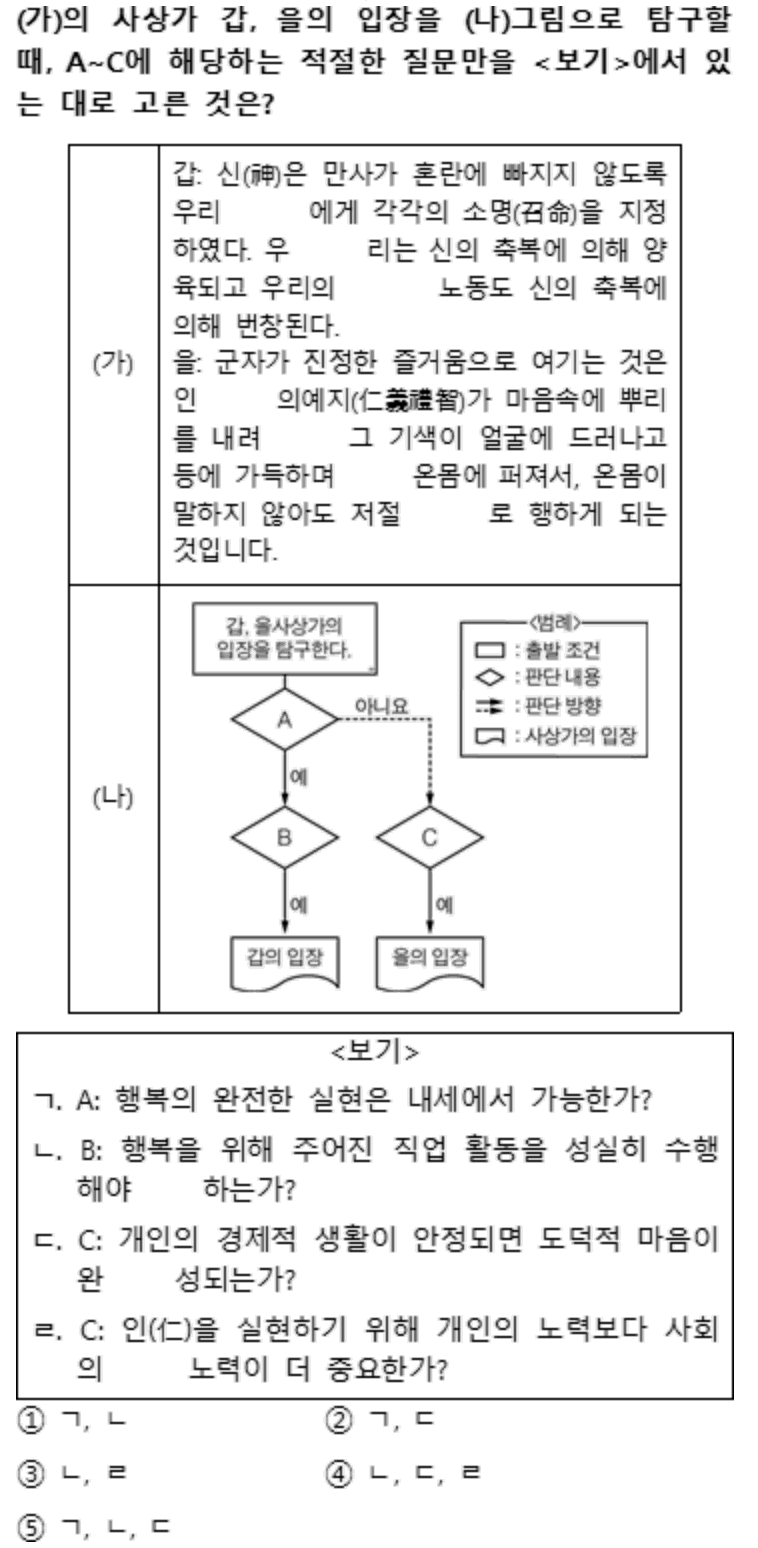 (가)의 사상가 갑, 을의 입장을 (나)그림으로 탐구할
때, A~C에 해당하는 적절한 질문만을 <보기>에서 있
는 대로 고른 것은?
(가)
갑: 신(神)은 만사가 혼란에 빠지지 않도록
우리 에게 각각의 소명(召命)을 지정
하였다. 우 리는 신의 축복에 의해 양
육되고 우리의 노동도 신의 축복에
의해 번창된다.
을: 군자가 진정한 즐거움으로 여기는 것은
인 의예지(仁義禮智)가 마음속에 뿌리
를 내려 그 기색이 얼굴에 드러나고
등에 가득하며 온몸에 퍼져서, 온몸이
말하지 않아도 저절 로 행하게 되는
것입니다.
(나)
갑, 을사상가의
입장을 탐구한다.
A
아니요
예
B
C
예
예
갑의 입장
을의 입장
<범례>
: 출발 조건
: 판단 내용
: 판단 방향
: 사상가의 입장
<보기>
ㄱ. A: 행복의 완전한 실현은 내세에서 가능한가?
ㄴ. B: 행복을 위해 주어진 직업 활동을 성실히 수행
해야 하는가?
ㄷ. C: 개인의 경제적 생활이 안정되면 도덕적 마음이
완 성되는가?
ㄹ. C: 인(仁)을 실현하기 위해 개인의 노력보다 사회
의 노력이 더 중요한가?
① ㄱ, ㄴ ② ㄱ, ㄷ
③ ㄴ, ㄹ ④ ㄴ, ㄷ, ㄹ
⑤ ㄱ, ㄴ, ㄷ